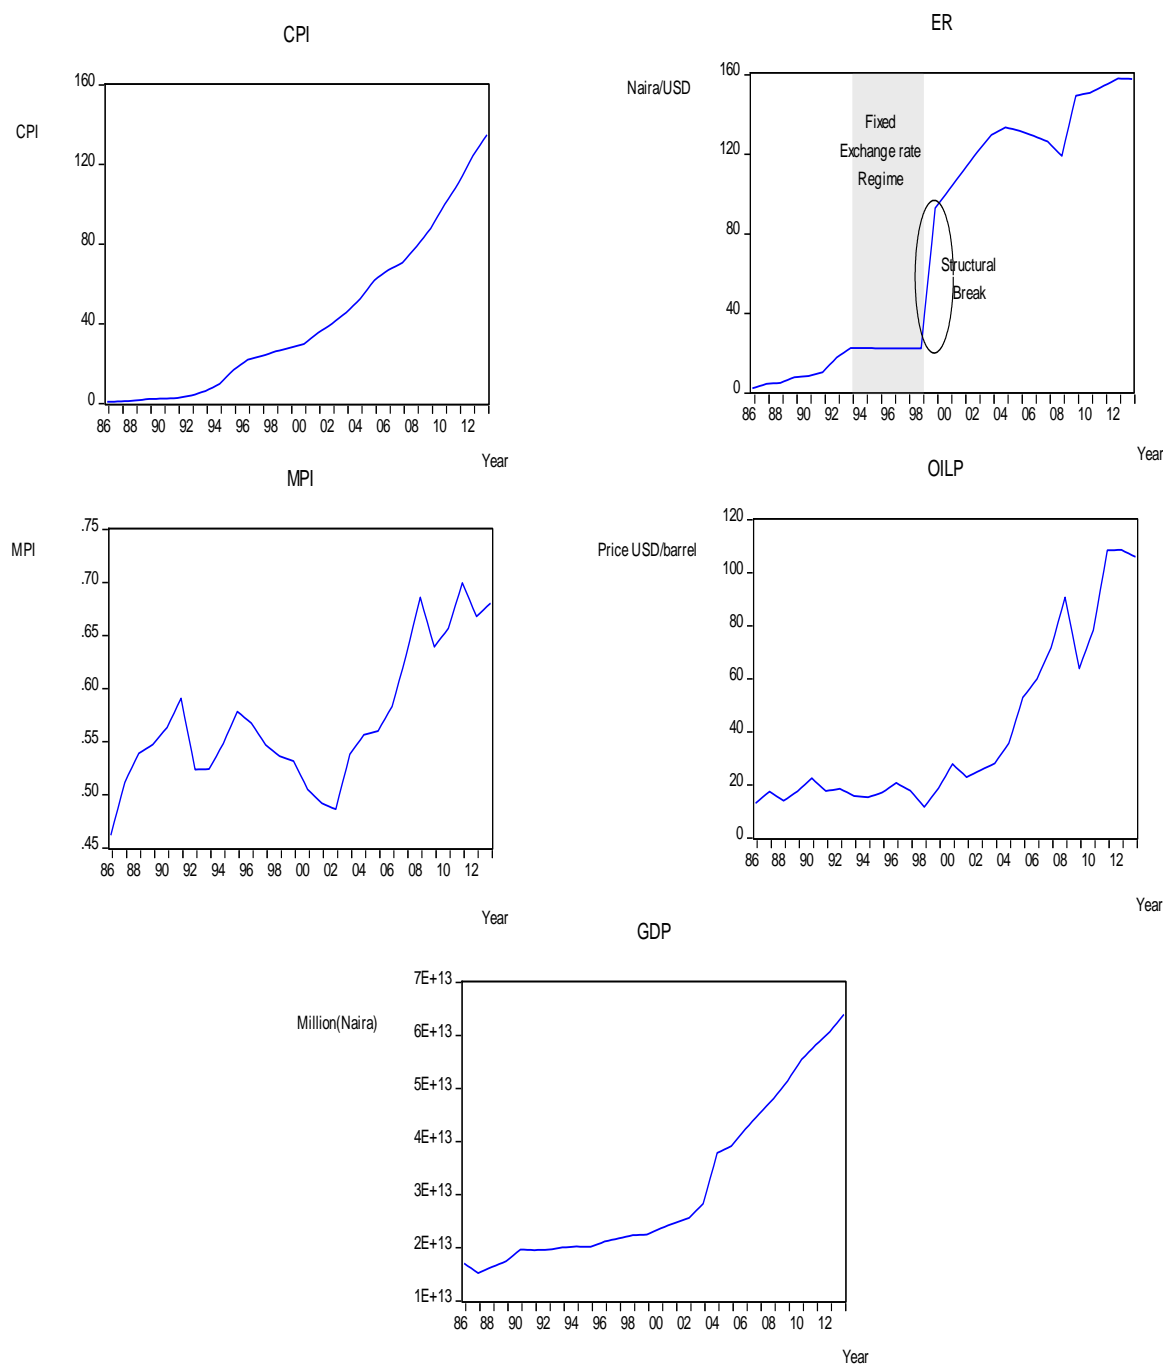 CPI
CPI
160
120
80
40
0
86 88 90 92 94 96 98 00 02 04 06 08 10 12
Year
ER
Naira/USD
160
120
80
40
0
Fixed
Exchange rate
Regime
Structural
Break
86 88 90 92 94 96 98 00 02 04 06 08 10 12
Year
MPI
MPI
.75
.70
.65
.60
.55
.50
.45
86 88 90 92 94 96 98 00 02 04 06 08 10 12
Year
OILP
Price USD/barrel
120
100
80
60
40
20
0
86 88 90 92 94 96 98 00 02 04 06 08 10 12
Year
GDP
Million(Naira)
7E+13
6E+13
5E+13
4E+13
3E+13
2E+13
1E+13
86 88 90 92 94 96 98 00 02 04 06 08 10 12
Year